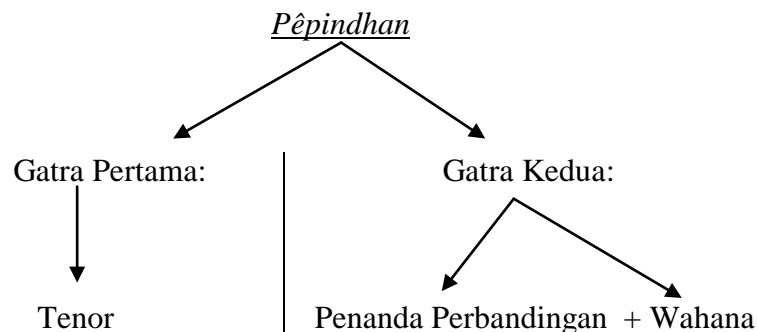 Pêpindhan
Gatra Pertama: Gatra Kedua:
Tenor Penanda Perbandingan + Wahana